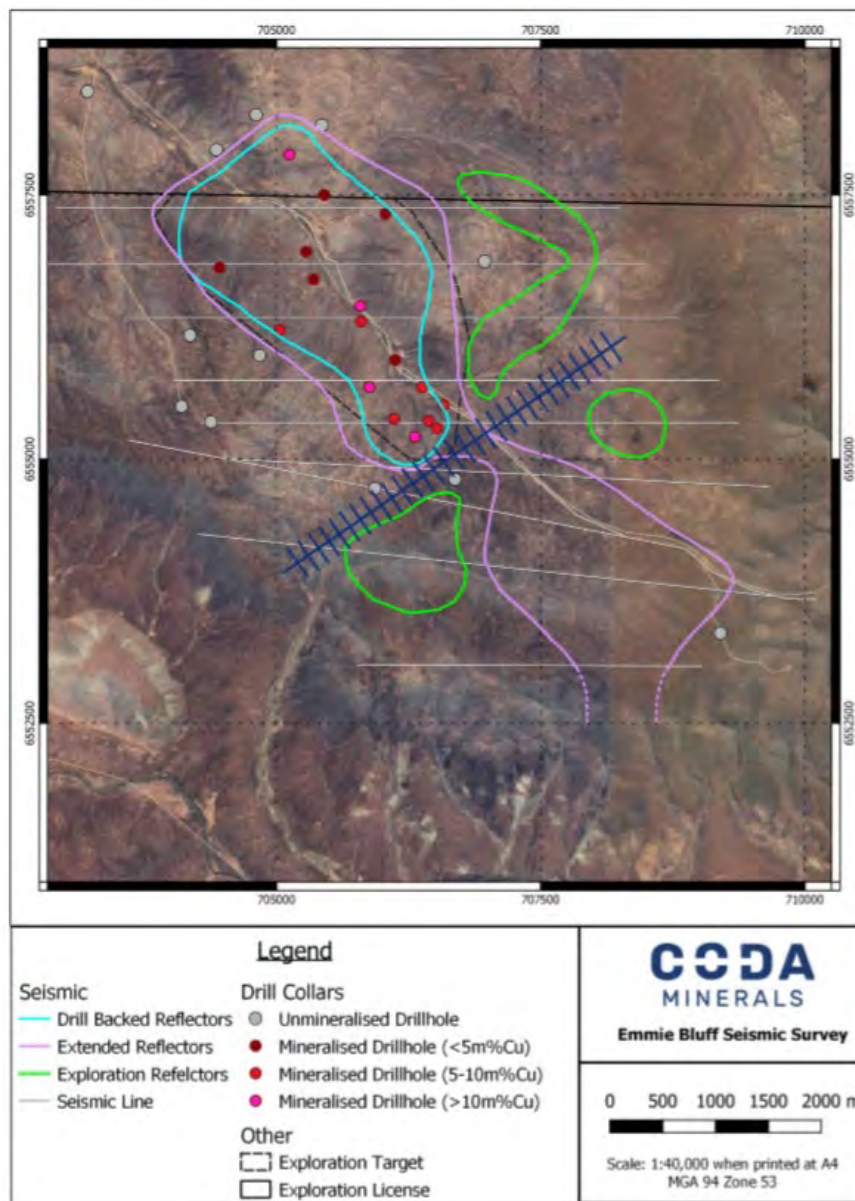 705000 707500 710000
6557500 6557500
6555000 6555000
6552500 6552500
705000 707500 710000
Legend
Seismic
Drill Backed Reflectors
Extended Reflectors
Exploration Refelctors
Seismic Line
Drill Collars
Unmineralised Drillhole
Mineralised Drillhole (<5m%Cu)
Mineralised Drillhole (5-10m%Cu)
Mineralised Drillhole (>10m%Cu)
Other
Exploration Target
Exploration License
CODA
MINERALS
Emmie Bluff Seismic Survey
0 500 1000 1500 2000 m
Scale: 1:40,000 when printed at A4
MGA 94 Zone 53